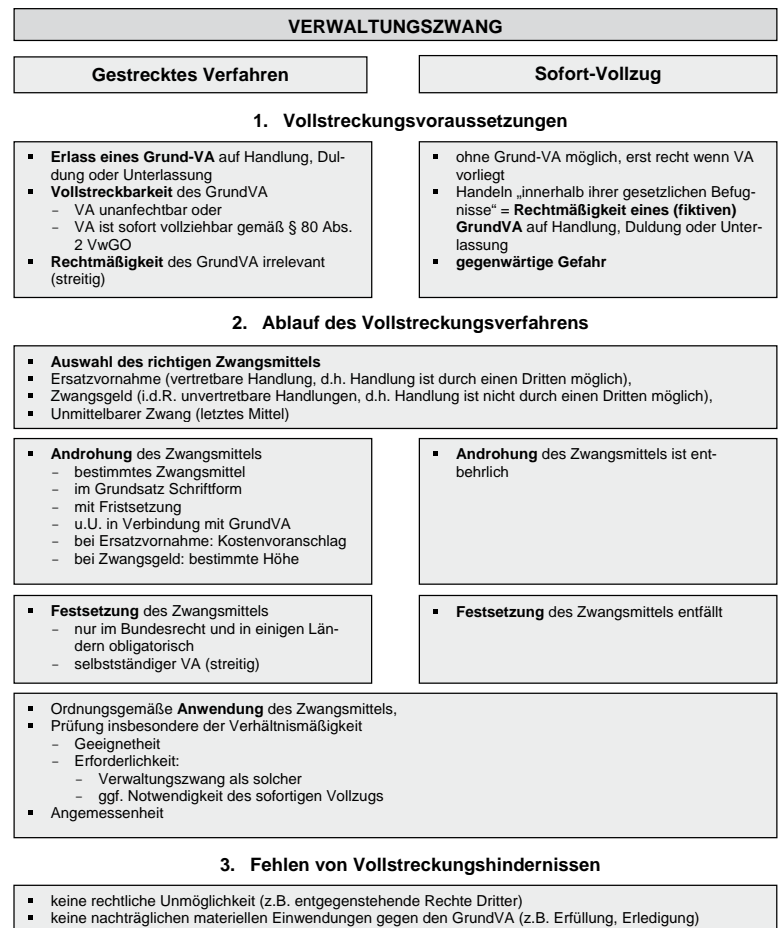 VERWALTUNGSZWANG
Gestrecktes Verfahren
Sofort-Vollzug
1. Vollstreckungsvoraussetzungen
▪ Erlass eines Grund-VA auf Handlung, Dul-
dung oder Unterlassung
▪ Vollstreckbarkeit des GrundVA
− VA unanfechtbar oder
− VA ist sofort vollziehbar gemäß § 80 Abs.
2 VwGO
▪ Rechtmäßigkeit des GrundVA irrelevant
(streitig)
▪ ohne Grund-VA möglich, erst recht wenn VA
vorliegt
▪ Handeln „innerhalb ihrer gesetzlichen Befug-
nisse“ = Rechtmäßigkeit eines (fiktiven)
GrundVA auf Handlung, Duldung oder Unter-
lassung
▪ gegenwärtige Gefahr
2. Ablauf des Vollstreckungsverfahrens
▪ Auswahl des richtigen Zwangsmittels
▪ Ersatzvornahme (vertretbare Handlung, d.h. Handlung ist durch einen Dritten möglich),
▪ Zwangsgeld (i.d.R. unvertretbare Handlungen, d.h. Handlung ist nicht durch einen Dritten möglich),
▪ Unmittelbarer Zwang (letztes Mittel)
▪ Androhung des Zwangsmittels
− bestimmtes Zwangsmittel
− im Grundsatz Schriftform
− mit Fristsetzung
− u.U. in Verbindung mit GrundVA
− bei Ersatzvornahme: Kostenvoranschlag
− bei Zwangsgeld: bestimmte Höhe
▪ Androhung des Zwangsmittels ist ent-
behrlich
▪ Festsetzung des Zwangsmittels
− nur im Bundesrecht und in einigen Län-
dern obligatorisch
− selbstständiger VA (streitig)
▪ Festsetzung des Zwangsmittels entfällt
▪ Ordnungsgemäße Anwendung des Zwangsmittels,
▪ Prüfung insbesondere der Verhältnismäßigkeit
− Geeignetheit
− Erforderlichkeit:
− Verwaltungszwang als solcher
− ggf. Notwendigkeit des sofortigen Vollzugs
▪ Angemessenheit
3. Fehlen von Vollstreckungshindernissen
▪ keine rechtliche Unmöglichkeit (z.B. entgegenstehende Rechte Dritter)
▪ keine nachträglichen materiellen Einwendungen gegen den GrundVA (z.B. Erfüllung, Erledigung)